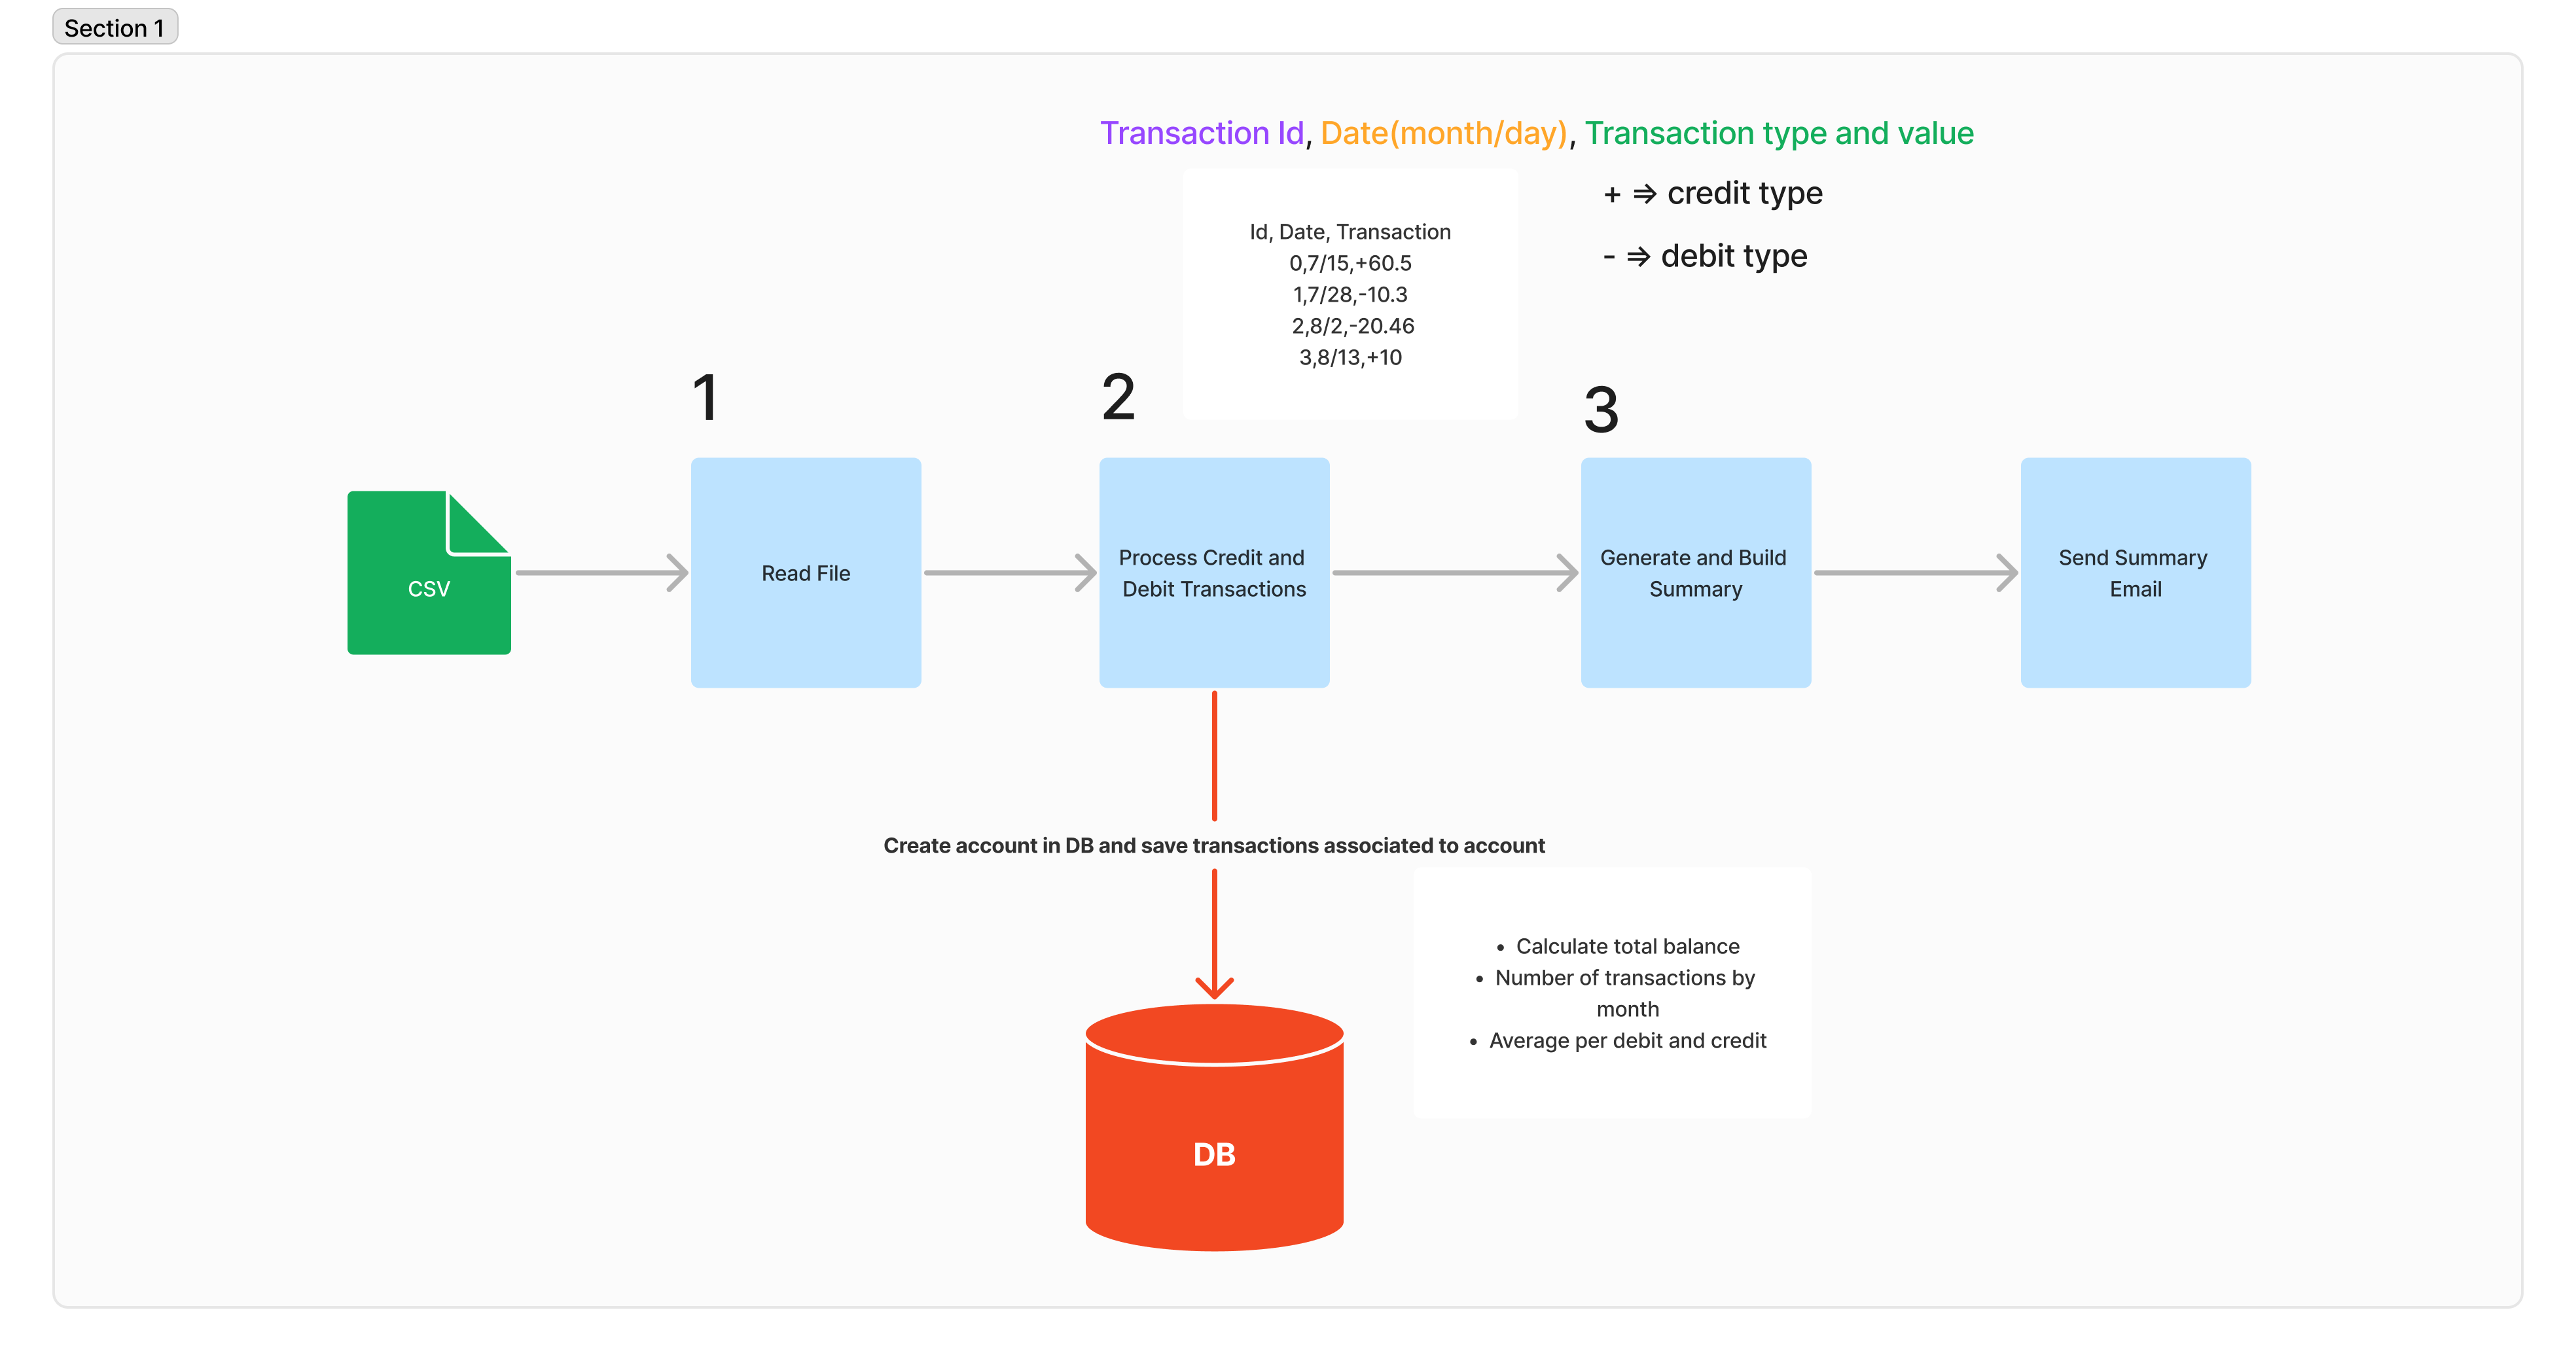 Section 1
Transaction Id, Date(month/day), Transaction type and value
+ ⇒ credit type
- ⇒ debit type
Id, Date, Transaction
0,7/15,+60.5
1,7/28,-10.3
2,8/2,-20.46
3,8/13,+10
1
2
3
CSV
Read File
Process Credit and
Debit Transactions
Generate and Build
Summary
Send Summary
Email
Create account in DB and save transactions associated to account
• Calculate total balance
• Number of transactions by
month
• Average per debit and credit
DB